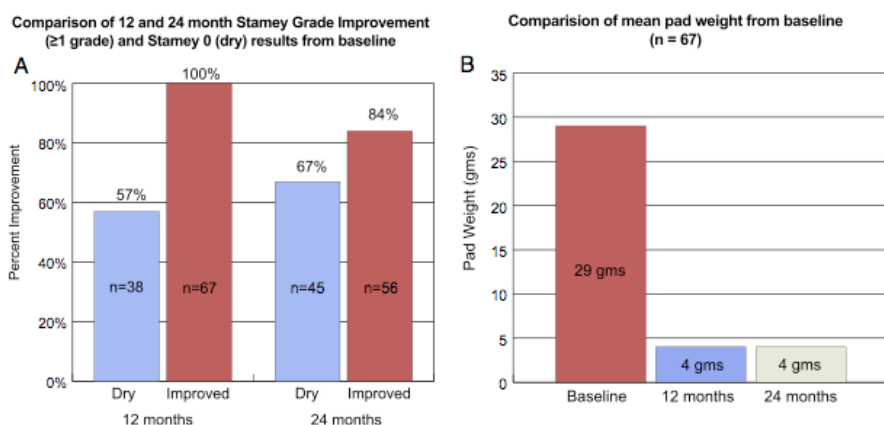 Comparison of 12 and 24 month Stamey Grade Improvement
(≥1 grade) and Stamey 0 (dry) results from baseline
A
100%
80%
60%
40%
20%
0%
Percent Improvement
57%
100%
67%
84%
n=38
n=67
n=45
n=56
Dry
Improved
Dry
Improved
12 months
24 months
Comparision of mean pad weight from baseline
(n = 67)
B
35
30
25
20
15
10
5
0
Pad Weight (gms)
29 gms
4 gms
4 gms
Baseline
12 months
24 months